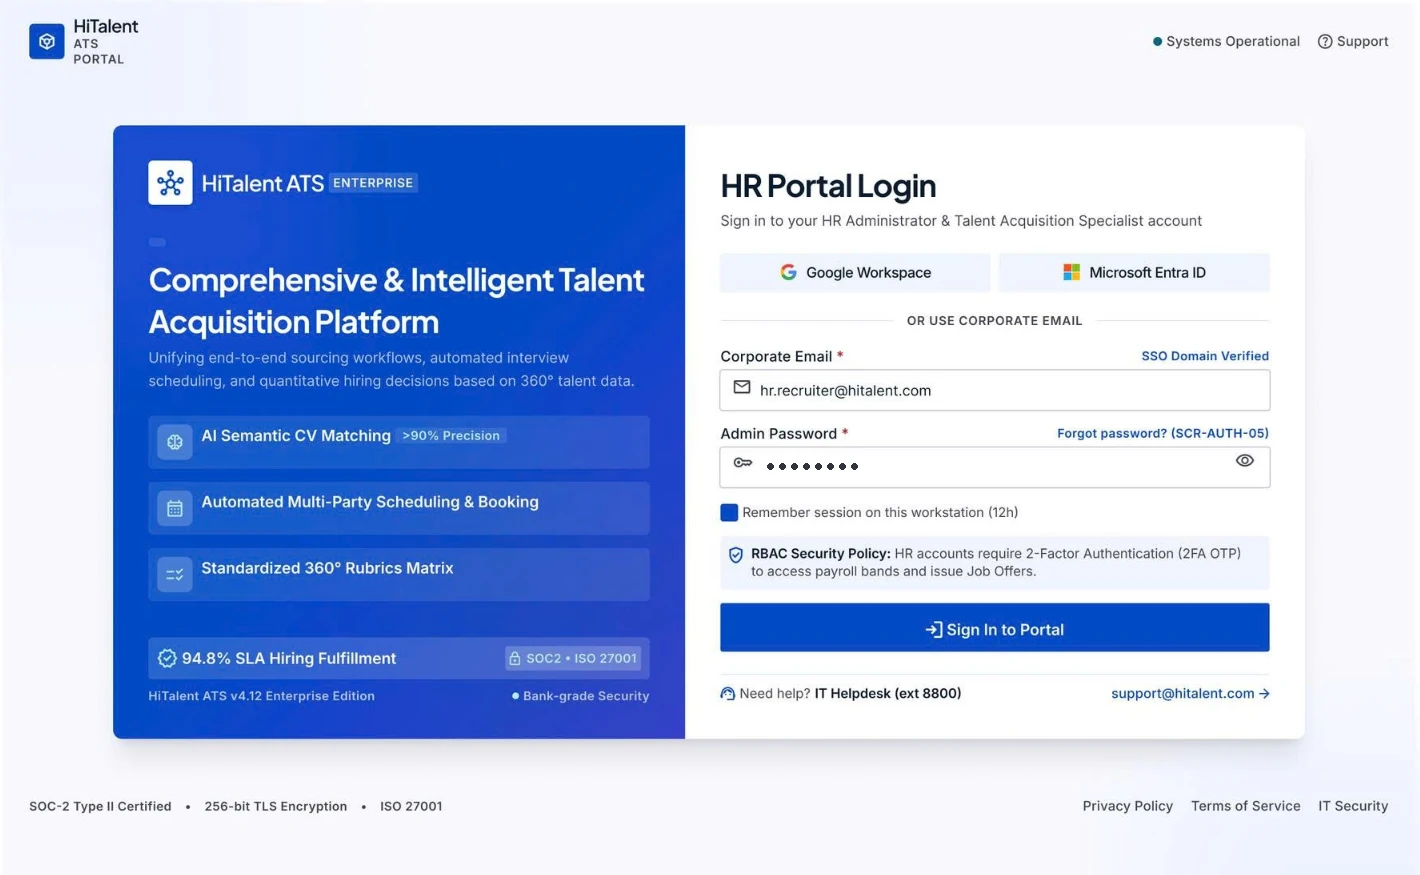 HiTalent
ATS
PORTAL
Systems Operational
Support
HiTalent ATS ENTERPRISE
Comprehensive & Intelligent Talent
Acquisition Platform
Unifying end-to-end sourcing workflows, automated interview
scheduling, and quantitative hiring decisions based on 360° talent data.
AI Semantic CV Matching >90% Precision
Automated Multi-Party Scheduling & Booking
Standardized 360° Rubrics Matrix
94.8% SLA Hiring Fulfillment
SOC2 • ISO 27001
HiTalent ATS v4.12 Enterprise Edition
Bank-grade Security
HR Portal Login
Sign in to your HR Administrator & Talent Acquisition Specialist account
Google Workspace
Microsoft Entra ID
OR USE CORPORATE EMAIL
Corporate Email *
SSO Domain Verified
hr.recruiter@hitalent.com
Admin Password *
Forgot password? (SCR-AUTH-05)
••••••••
Remember session on this workstation (12h)
RBAC Security Policy: HR accounts require 2-Factor Authentication (2FA OTP)
to access payroll bands and issue Job Offers.
Sign In to Portal
Need help? IT Helpdesk (ext 8800)
support@hitalent.com →
SOC-2 Type II Certified • 256-bit TLS Encryption • ISO 27001
Privacy Policy Terms of Service IT Security